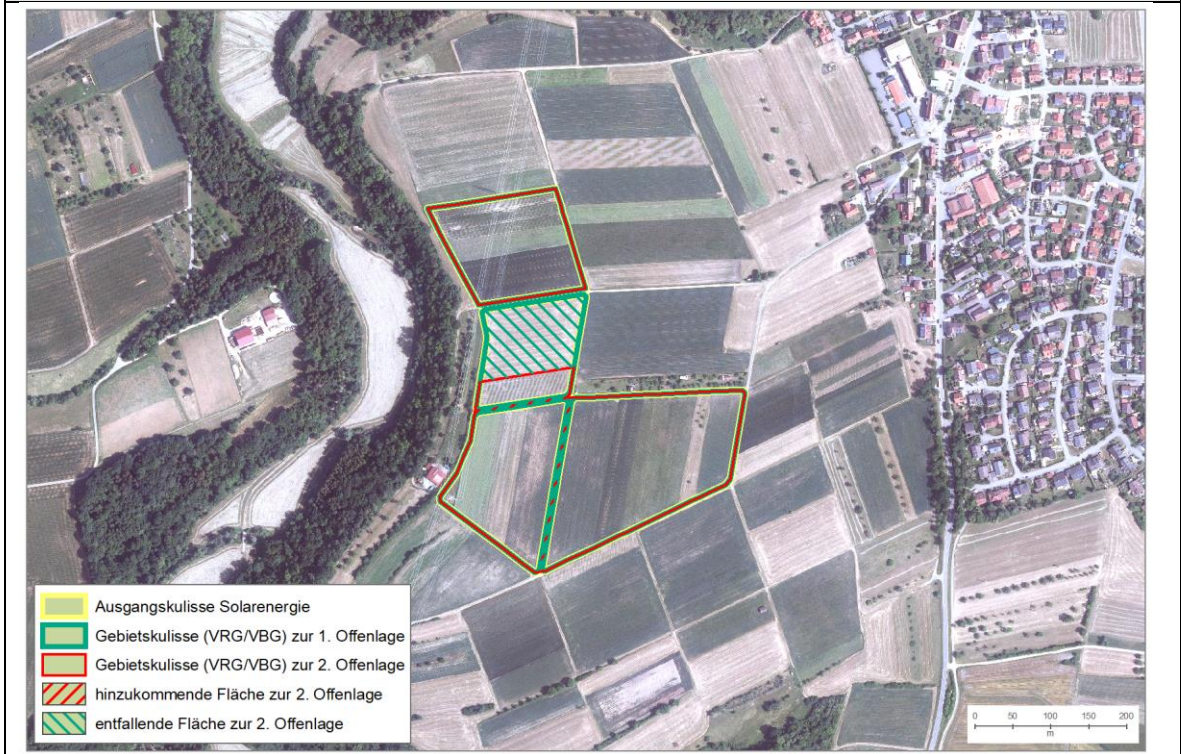 Ausgangskulisse Solarenergie
Gebietskulisse (VRG/VBG) zur 1. Offenlage
Gebietskulisse (VRG/VBG) zur 2. Offenlage
hinzukommende Fläche zur 2. Offenlage
entfallende Fläche zur 2. Offenlage
0 50 100 150 200
m